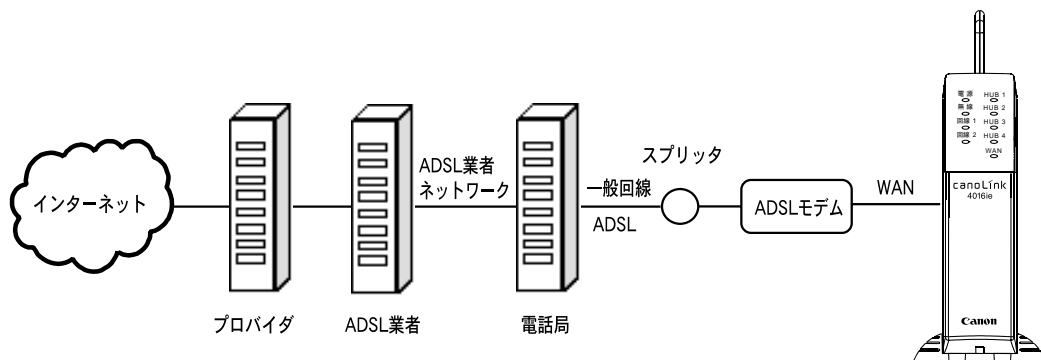 インターネット
プロバイダ
ADSL業者
ADSL業者
ネットワーク
電話局
一般回線
ADSL
スプリッタ
ADSLモデム
WAN
電源
無線
回線 1
回線 2
HUB 1
HUB 2
HUB 3
HUB 4
WAN
canoLink
4016ie
Canon